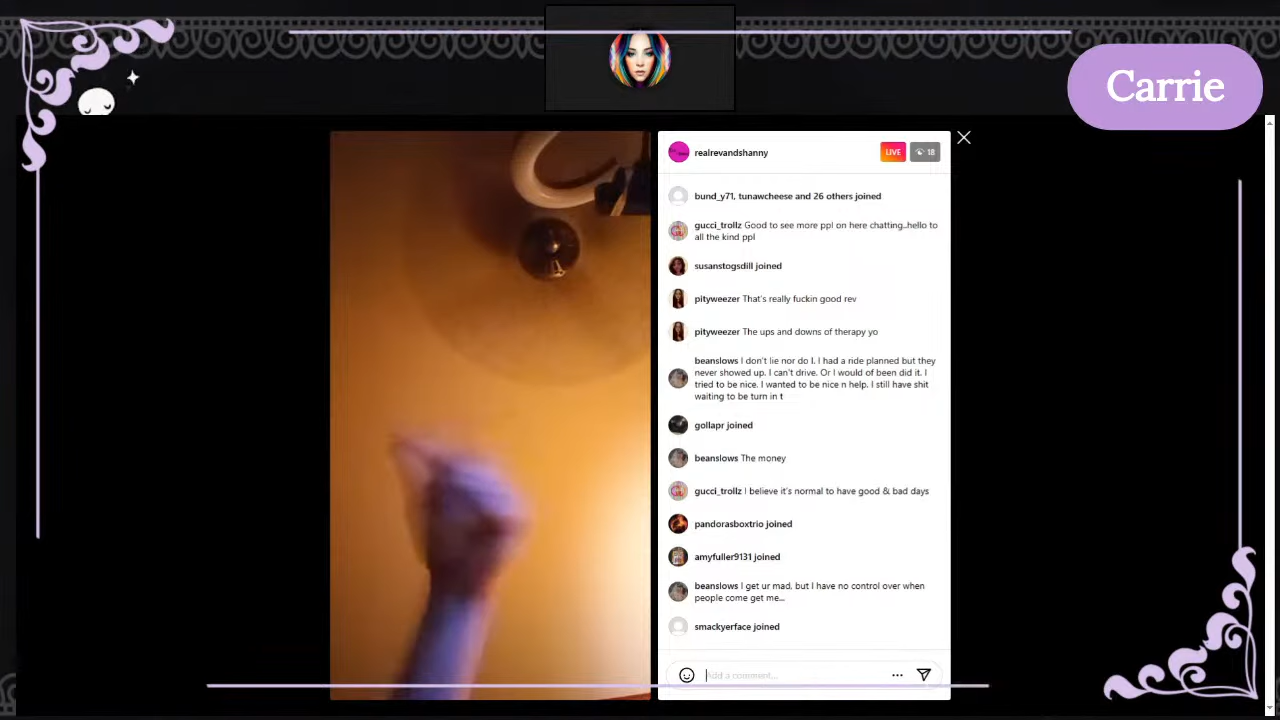 Carrie
realrevandshanny
LIVE
18
bund_y71, tunawcheese and 26 others joined
gucci_trollz Good to see more ppl on here chatting..hello to
all the kind ppl
susanstogsdill joined
pityweezer That's really fuckin good rev
pityweezer The ups and downs of therapy yo
beanslows I don't lie nor do I. I had a ride planned but they
never showed up. I can't drive. Or I would of been did it. I
tried to be nice. I wanted to be nice n help. I still have shit
waiting to be turn in t
gollapr joined
beanslows The money
gucci_trollz I believe it's normal to have good & bad days
pandorasboxtrio joined
amyfuller9131 joined
beanslows I get ur mad, but I have no control over when
people come get me...
smackyerface joined
Add a comment...